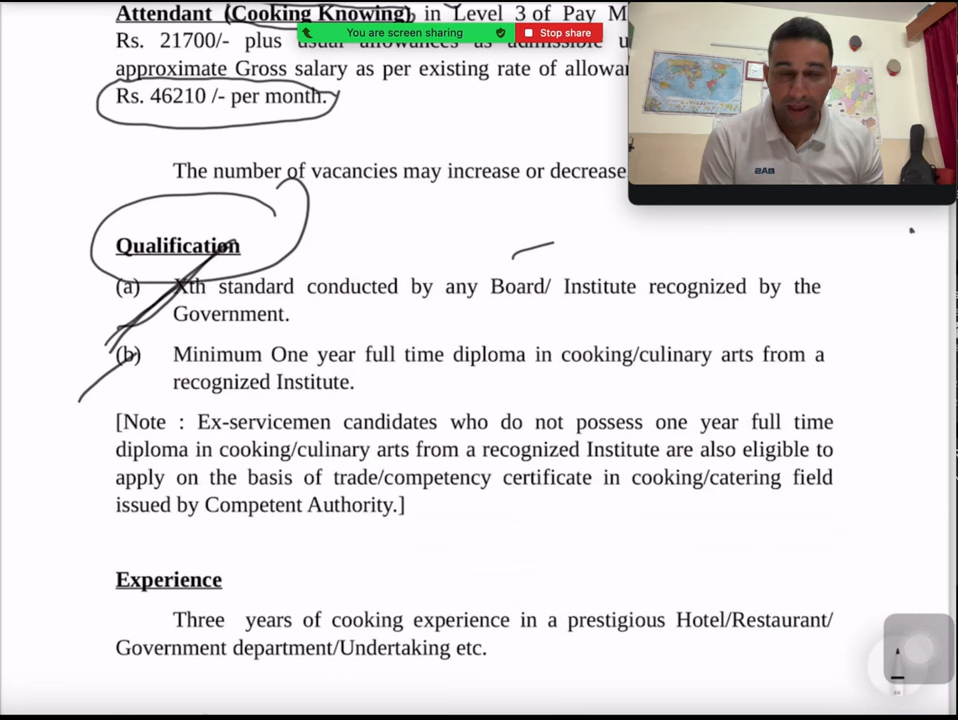 Attendant (Cooking Knowing), in Level 3 of Pay M
You are screen sharing
Stop share
Rs. 21700/- plus usual allowances as admissible u
approximate Gross salary as per existing rate of allowa
Rs. 46210 /- per month.
The number of vacancies may increase or decrease
Qualification
(a) Xth standard conducted by any Board/ Institute recognized by the
Government.
(b) Minimum One year full time diploma in cooking/culinary arts from a
recognized Institute.
[Note : Ex-servicemen candidates who do not possess one year full time
diploma in cooking/culinary arts from a recognized Institute are also eligible to
apply on the basis of trade/competency certificate in cooking/catering field
issued by Competent Authority.]
Experience
Three years of cooking experience in a prestigious Hotel/Restaurant/
Government department/Undertaking etc.